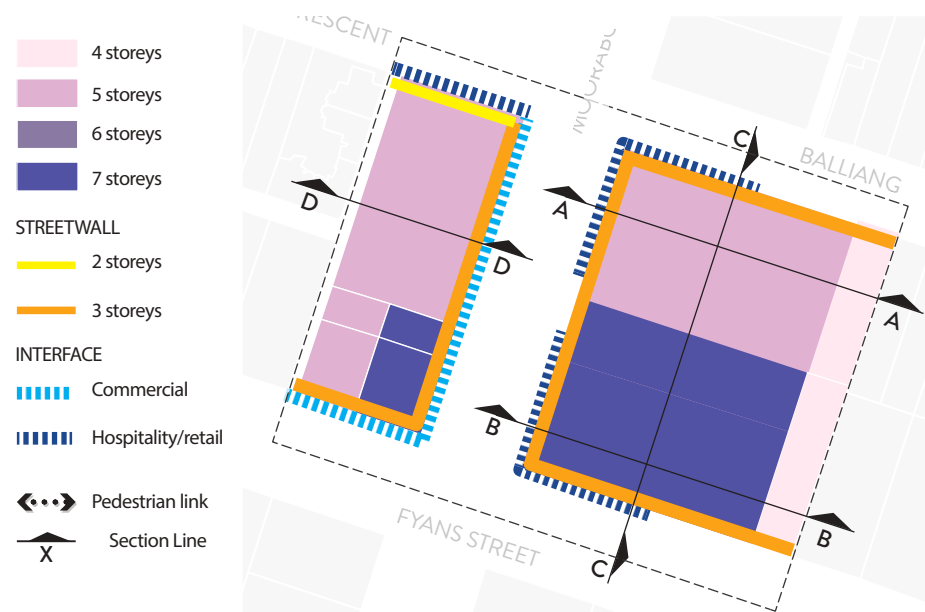 4 storeys
5 storeys
6 storeys
7 storeys
STREETWALL
2 storeys
3 storeys
INTERFACE
Commercial
Hospitality/retail
Pedestrian link
X Section Line
RESCENT
MOORABO
BALLIANG
FYANS STREET
C
A
D
D
A
B
B
C